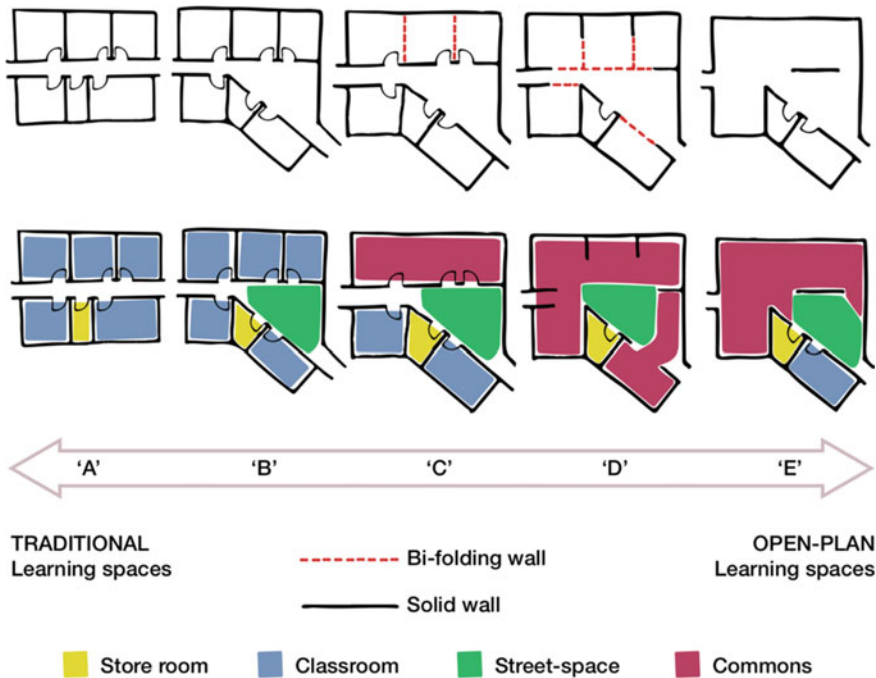 ‘A’ ‘B’ ‘C’ ‘D’ ‘E’
TRADITIONAL
Learning spaces
Bi-folding wall
Solid wall
OPEN-PLAN
Learning spaces
Store room Classroom Street-space Commons